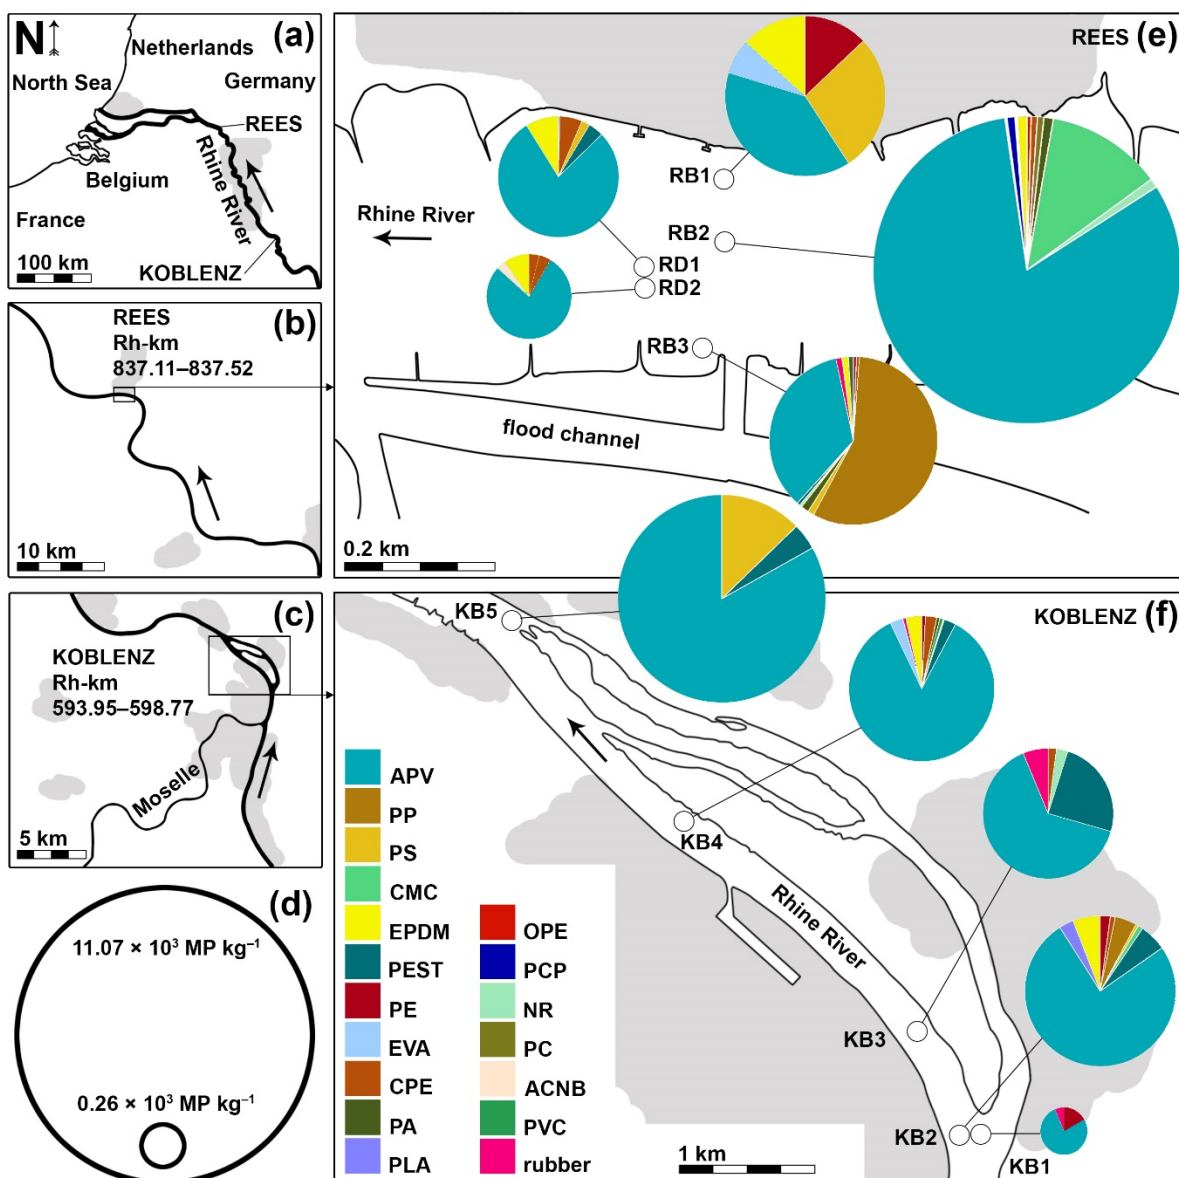 N
(a)
Netherlands
North Sea
Germany
REES
Rhine River
Belgium
France
100 km
KOBLENZ
REES
(b)
Rh-km
837.11–837.52
10 km
(c)
KOBLENZ
Rh-km
593.95–598.77
Moselle
5 km
(d)
11.07 × 10³ MP kg⁻¹
0.26 × 10³ MP kg⁻¹
REES (e)
RB1
Rhine River
RB2
RD1
RD2
RB3
flood channel
0.2 km
KOBLENZ (f)
KB5
KB4
Rhine River
KB3
KB2
KB1
1 km
APV
PP
PS
CMC
EPDM
PEST
PE
EVA
CPE
PA
PLA
OPE
PCP
NR
PC
ACNB
PVC
rubber